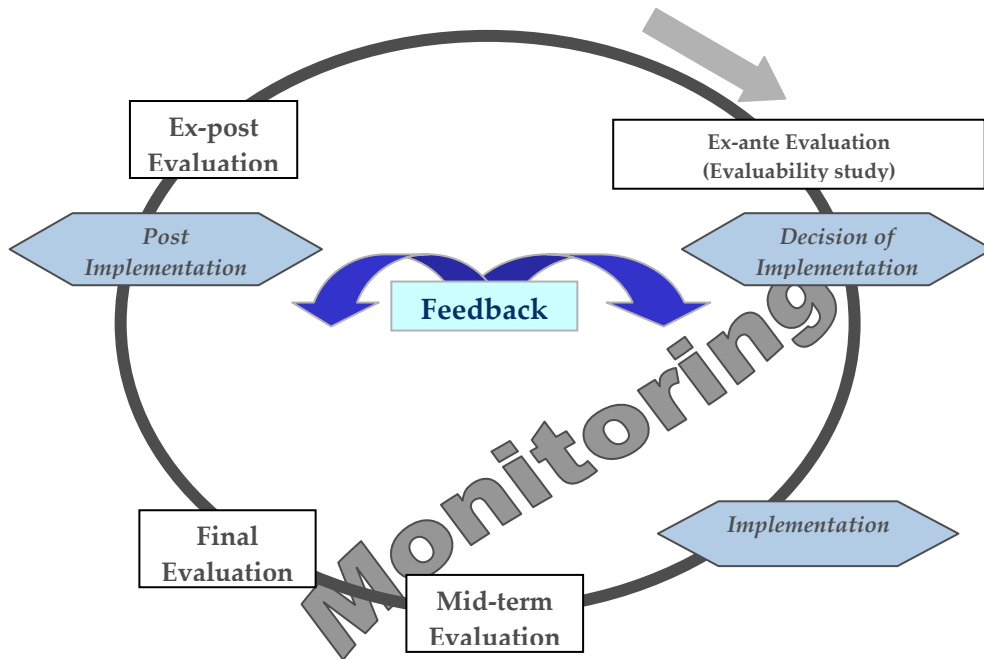 Ex-post
Evaluation
Ex-ante Evaluation
(Evaluability study)
Post
Implementation
Decision of
Implementation
Feedback
Monitoring
Implementation
Final
Evaluation
Mid-term
Evaluation